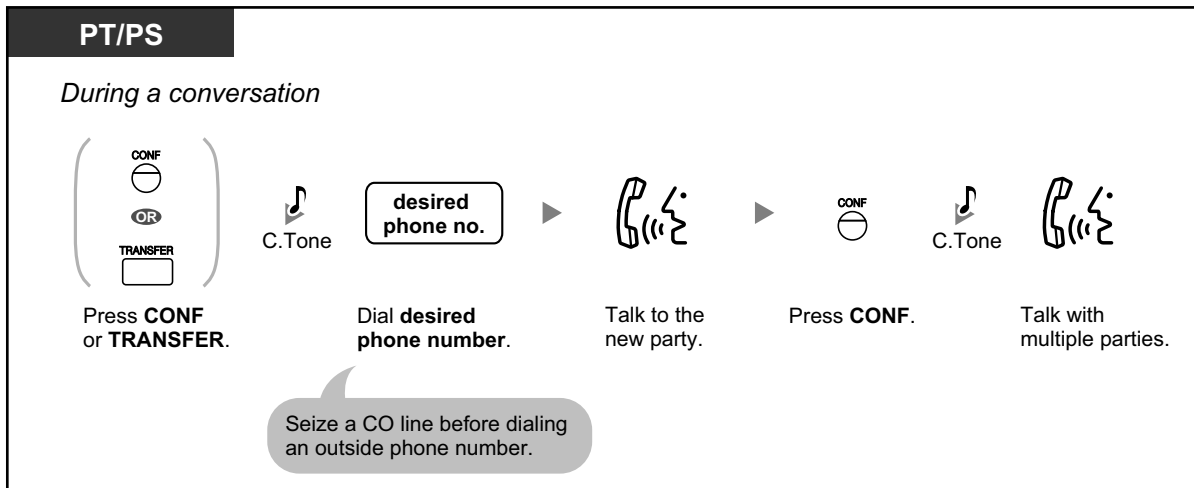 PT/PS
During a conversation
CONF
OR
TRANSFER
C.Tone
desired
phone no.
CONF
C.Tone
Press CONF
or TRANSFER.
Dial desired
phone number.
Talk to the
new party.
Press CONF.
Talk with
multiple parties.
Seize a CO line before dialing
an outside phone number.